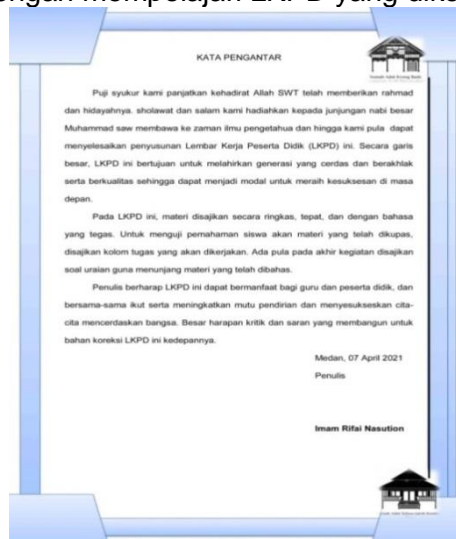 engan mempelajari LKPD yang dike
KATA PENGANTAR
Puji syukur kami panjatkan kehadirat Allah SWT telah memberikan rahmad
dan hidayahnya. sholawat dan salam kami hadiahkan kepada junjungan nabi besar
Muhammad saw membawa ke zaman ilmu pengetahua dan hingga kami pula dapat
menyelesaikan penyusunan Lembar Kerja Peserta Didik (LKPD) ini. Secara garis
besar, LKPD ini bertujuan untuk melahirkan generasi yang cerdas dan berakhlak
serta berkualitas sehingga dapat menjadi modal untuk meraih kesuksesan di masa
depan.
Pada LKPD ini, materi disajikan secara ringkas, tepat, dan dengan bahasa
yang tegas. Untuk menguji pemahaman siswa akan materi yang telah dikupas,
disajikan kolom tugas yang akan dikerjakan. Ada pula pada akhir kegiatan disajikan
soal uraian guna menunjang materi yang telah dibahas.
Penulis berharap LKPD ini dapat bermanfaat bagi guru dan peserta didik, dan
bersama-sama ikut serta meningkatkan mutu pendirian dan menyesukseskan cita-
cita mencerdaskan bangsa. Besar harapan kritik dan saran yang membangun untuk
bahan koreksi LKPD ini kedepannya.
Medan, 07 April 2021
Penulis
Imam Rifai Nasution